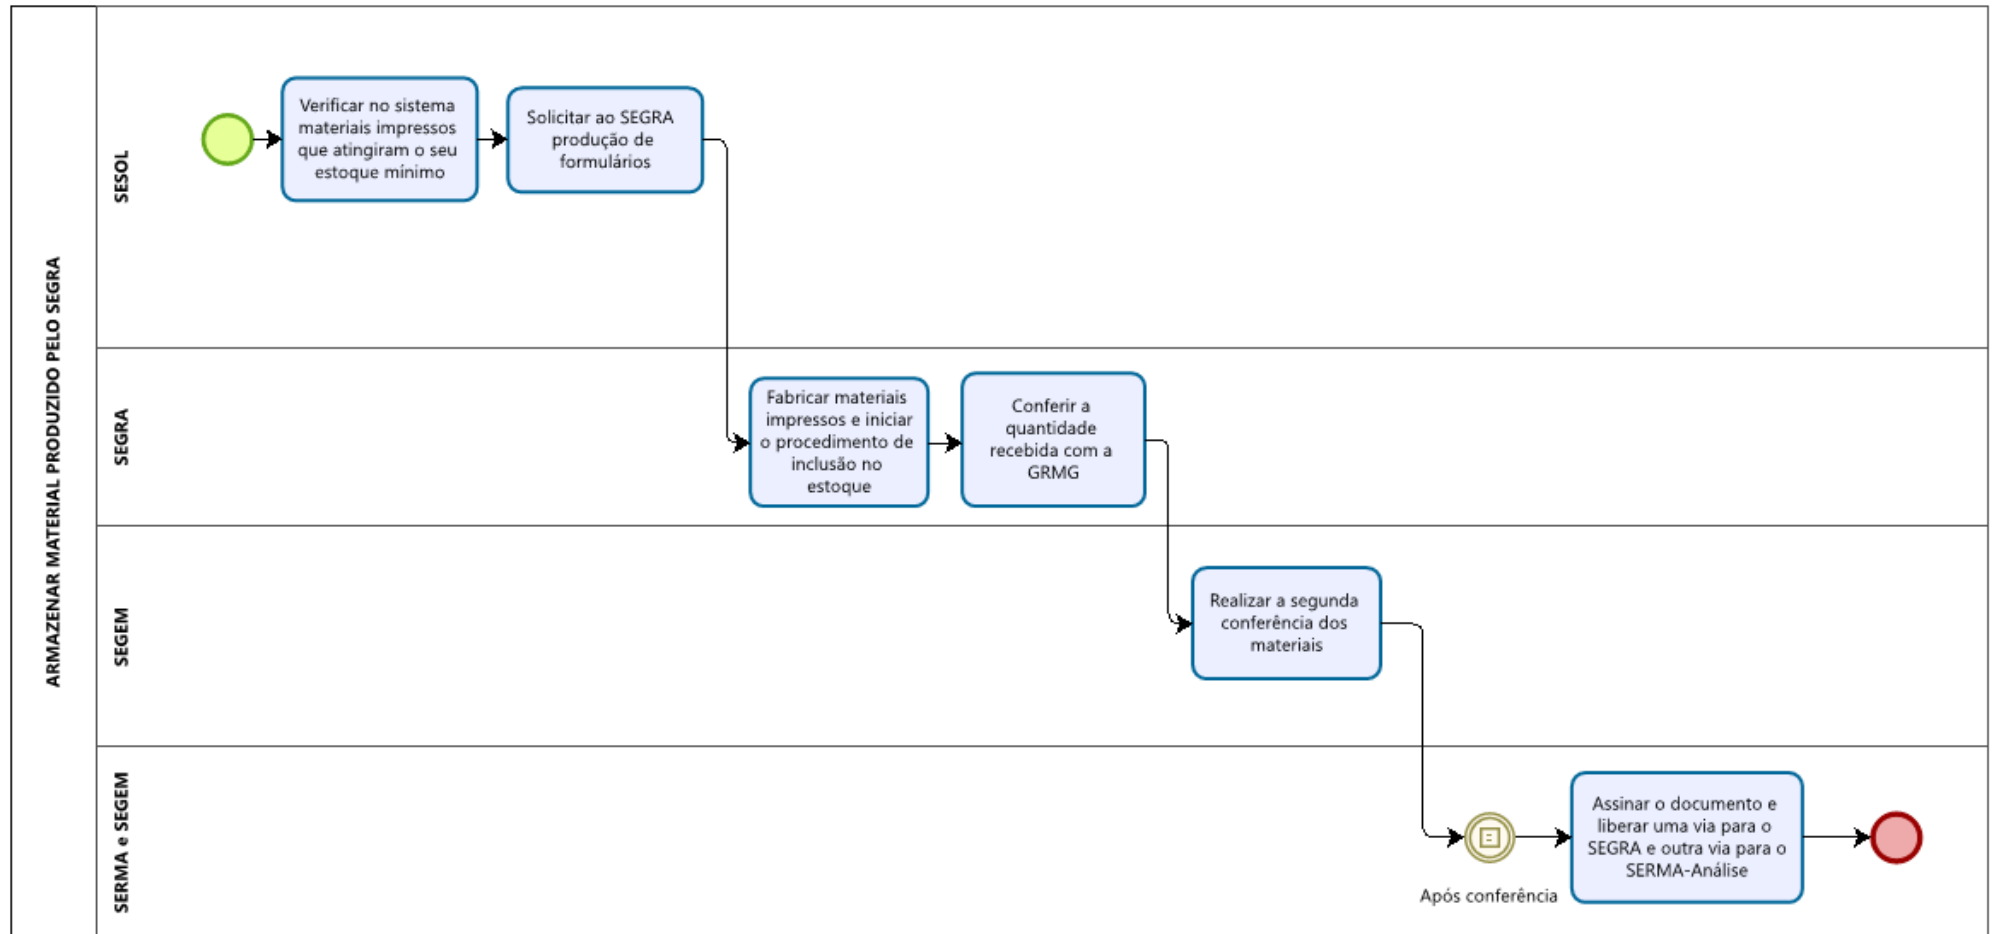 ARMAZENAR MATERIAL PRODUZIDO PELO SEGRA
SESOL
Verificar no sistema
materiais impressos
que atingiram o seu
estoque mínimo
Solicitar ao SEGRA
produção de
formulários
SEGRA
Fabricar materiais
impressos e iniciar
o procedimento de
inclusão no
estoque
Conferir a
quantidade
recebida com a
GRMG
SEGEM
Realizar a segunda
conferência dos
materiais
SERMA e SEGEM
Após conferência
Assinar o documento e
liberar uma via para o
SEGRA e outra via para o
SERMA-Análise